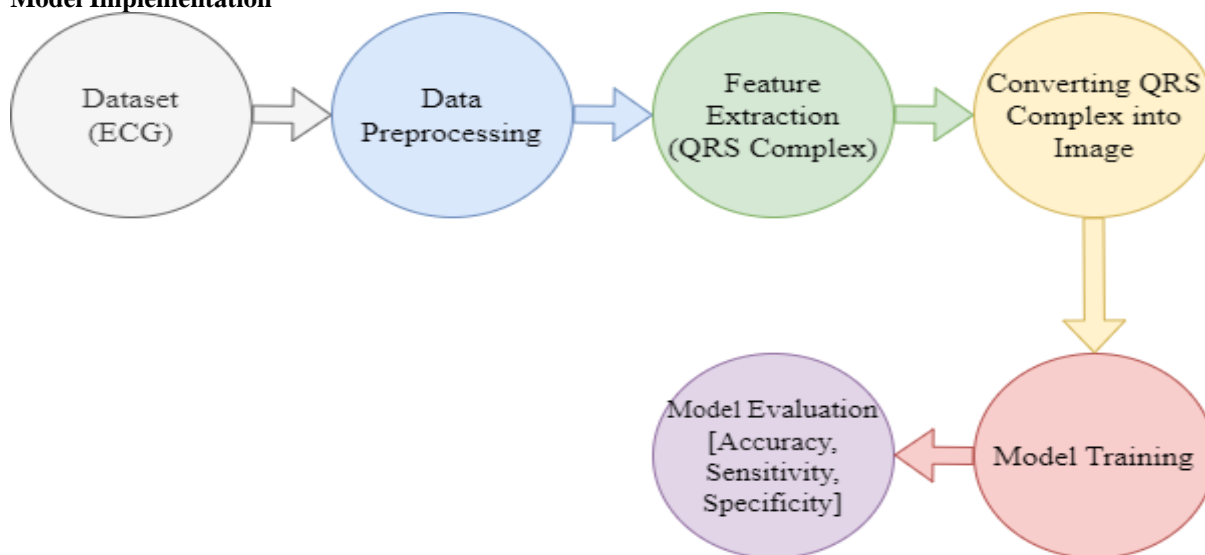 Model Implementation
Dataset
(ECG)
Data
Preprocessing
Feature
Extraction
(QRS Complex)
Converting QRS
Complex into
Image
Model Evaluation
[Accuracy,
Sensitivity,
Specificity]
Model Training